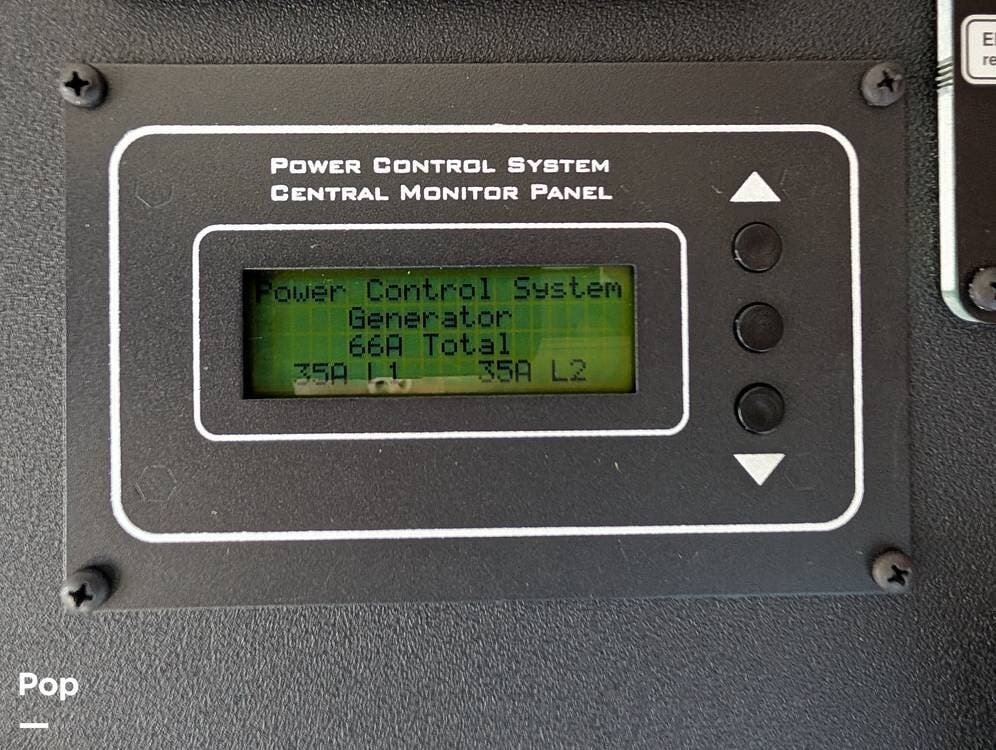 POWER CONTROL SYSTEM
CENTRAL MONITOR PANEL
Power Control System
Generator
66A Total
35A L1 35A L2
Pop